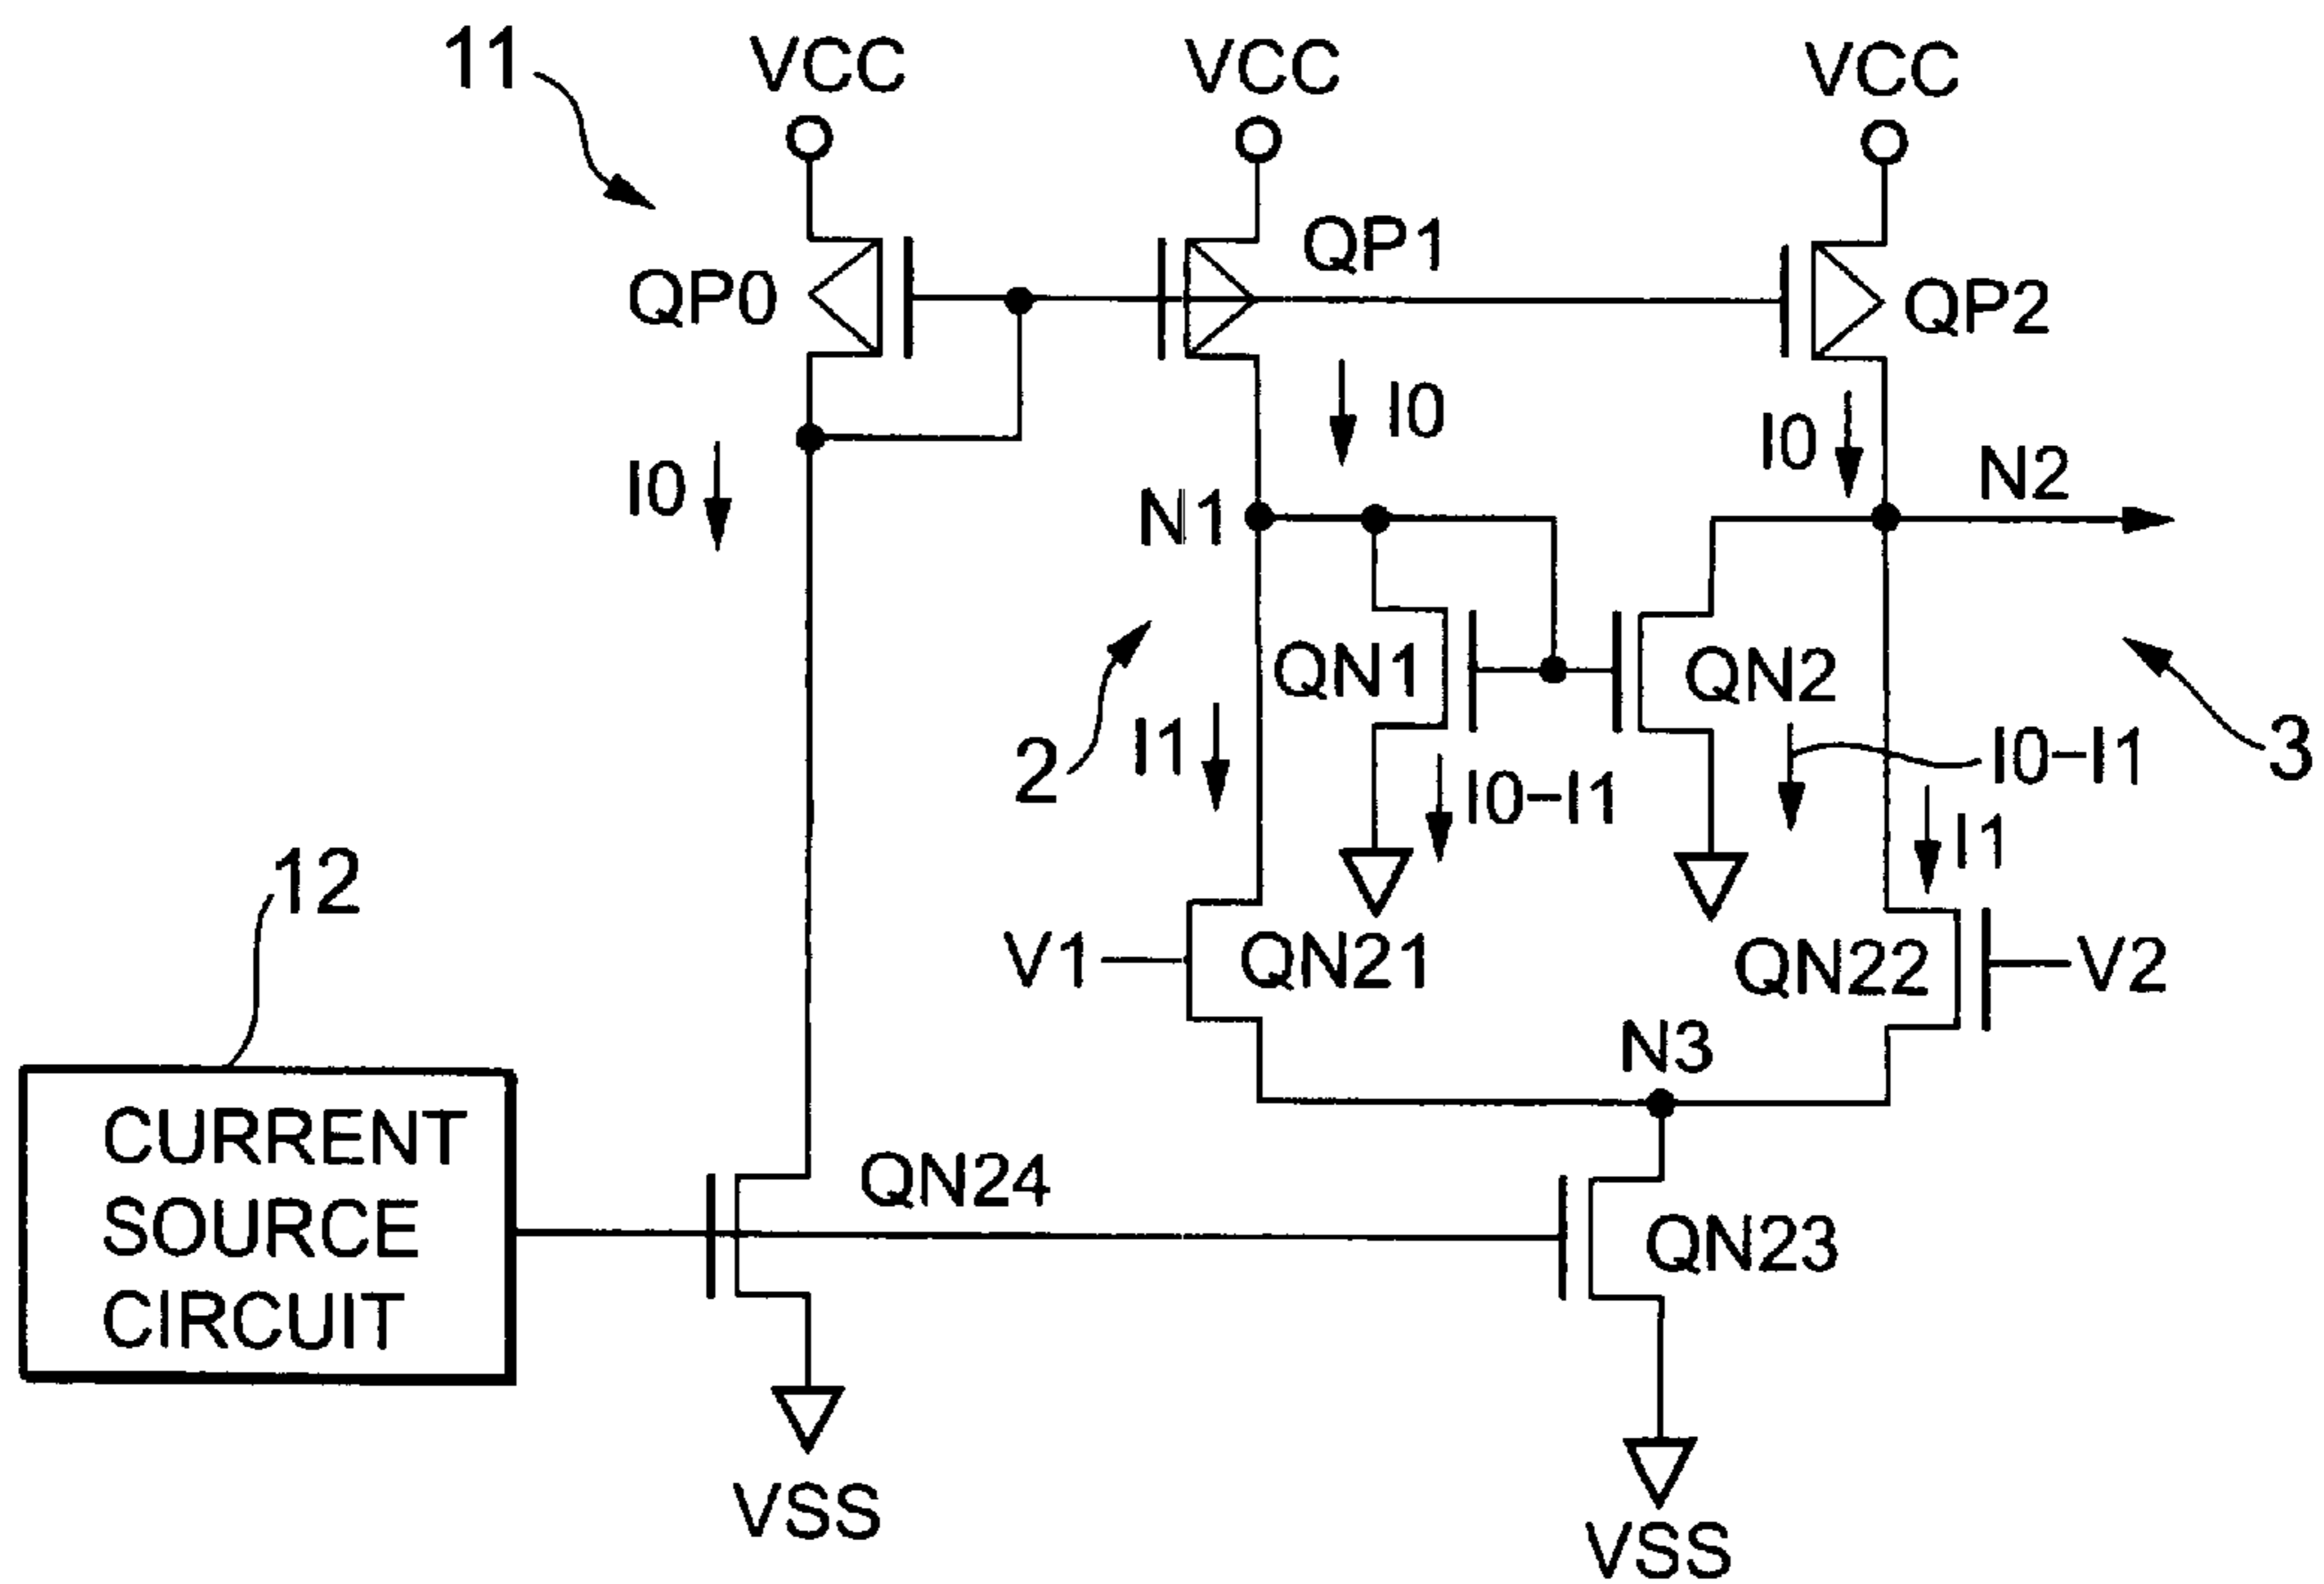 11
VCC
VCC
VCC
QP0
QP1
QP2
I0
I0
I0
N1
N2
QN1
QN2
2
I1
I0–I1
I0–I1
3
I1
12
V1
QN21
QN22
V2
N3
CURRENT
SOURCE
CIRCUIT
QN24
QN23
VSS
VSS